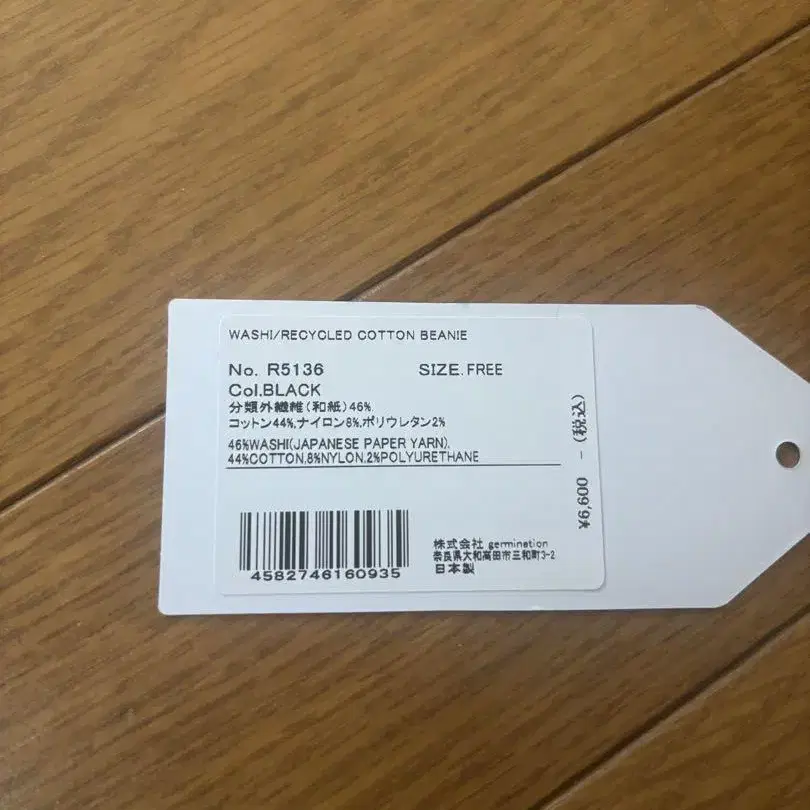 WASHI/RECYCLED COTTON BEANIE
No. R5136 SIZE. FREE
Col.BLACK
分類外繊維(和紙)46%.
コットン44%,ナイロン8%,ポリウレタン2%
46%WASHI(JAPANESE PAPER YARN).
44%COTTON.8%NYLON.2%POLYURETHANE
¥6,600 - (税込)
4582746160935
株式会社 germination
奈良県大和高田市三和町3-2
日本製